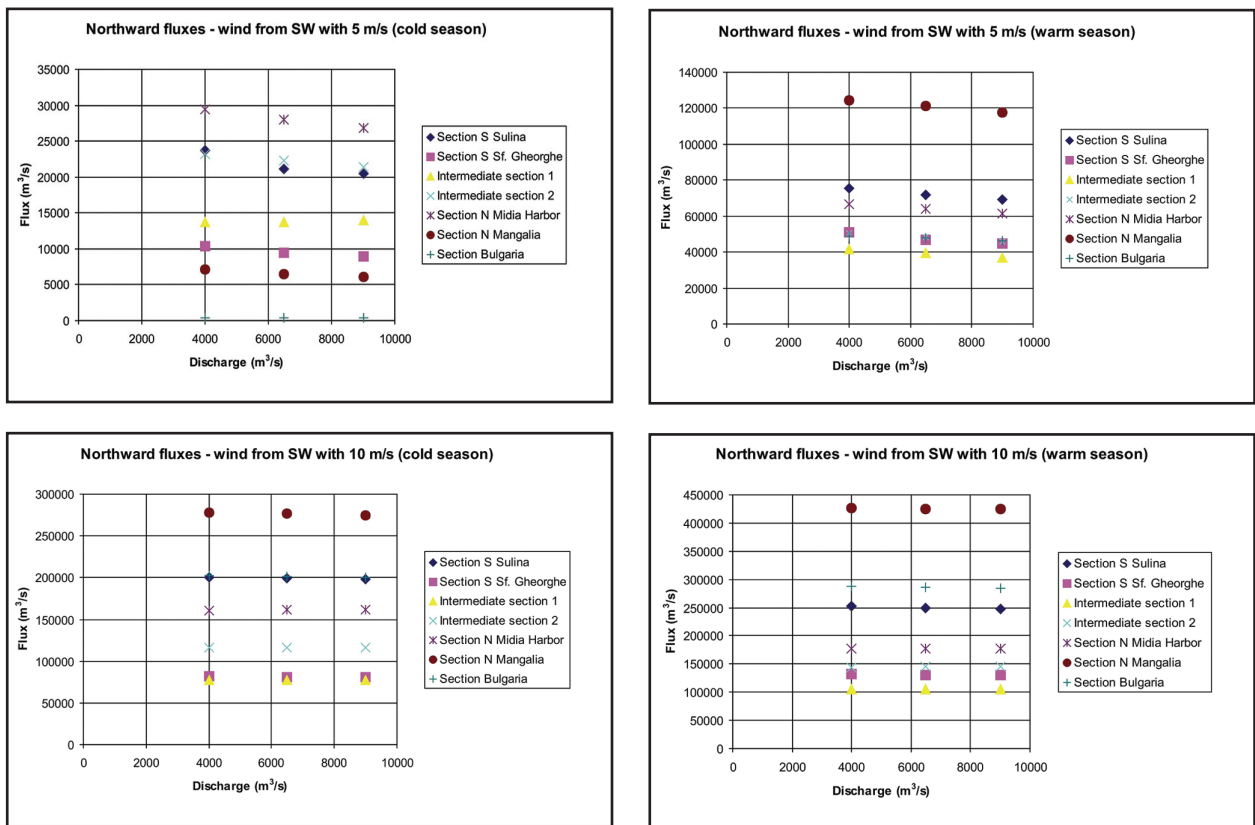 Northward fluxes - wind from SW with 5 m/s (cold season)
35000
30000
25000
20000
15000
10000
5000
0
Flux (m³/s)
0 2000 4000 6000 8000 10000
Discharge (m³/s)
Section S Sulina
Section S Sf. Gheorghe
Intermediate section 1
Intermediate section 2
Section N Midia Harbor
Section N Mangalia
Section Bulgaria
Northward fluxes - wind from SW with 5 m/s (warm season)
140000
120000
100000
80000
60000
40000
20000
0
Flux (m³/s)
0 2000 4000 6000 8000 10000
Discharge (m³/s)
Section S Sulina
Section S Sf. Gheorghe
Intermediate section 1
Intermediate section 2
Section N Midia Harbor
Section N Mangalia
Section Bulgaria
Northward fluxes - wind from SW with 10 m/s (cold season)
300000
250000
200000
150000
100000
50000
0
Flux (m³/s)
0 2000 4000 6000 8000 10000
Discharge (m³/s)
Section S Sulina
Section S Sf. Gheorghe
Intermediate section 1
Intermediate section 2
Section N Midia Harbor
Section N Mangalia
Section Bulgaria
Northward fluxes - wind from SW with 10 m/s (warm season)
450000
400000
350000
300000
250000
200000
150000
100000
50000
0
Flux (m³/s)
0 2000 4000 6000 8000 10000
Discharge (m³/s)
Section S Sulina
Section S Sf. Gheorghe
Intermediate section 1
Intermediate section 2
Section N Midia Harbor
Section N Mangalia
Section Bulgaria